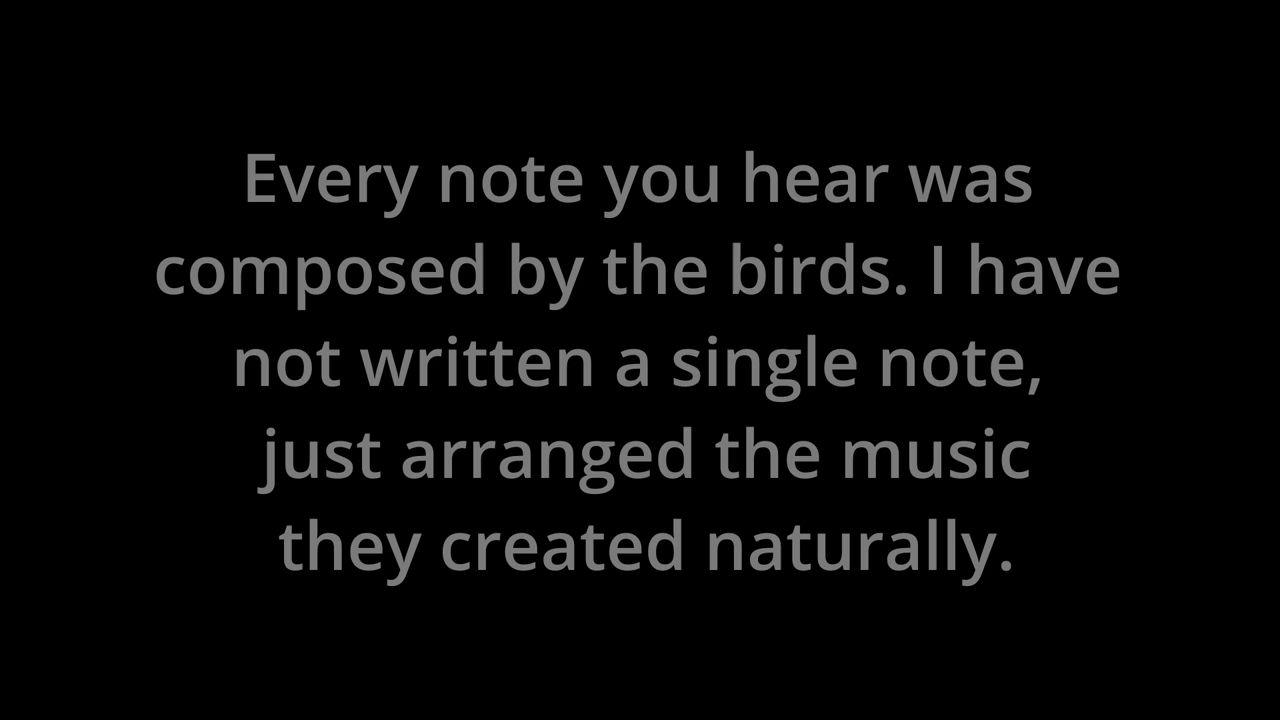 Every note you hear was
composed by the birds. I have
not written a single note,
just arranged the music
they created naturally.